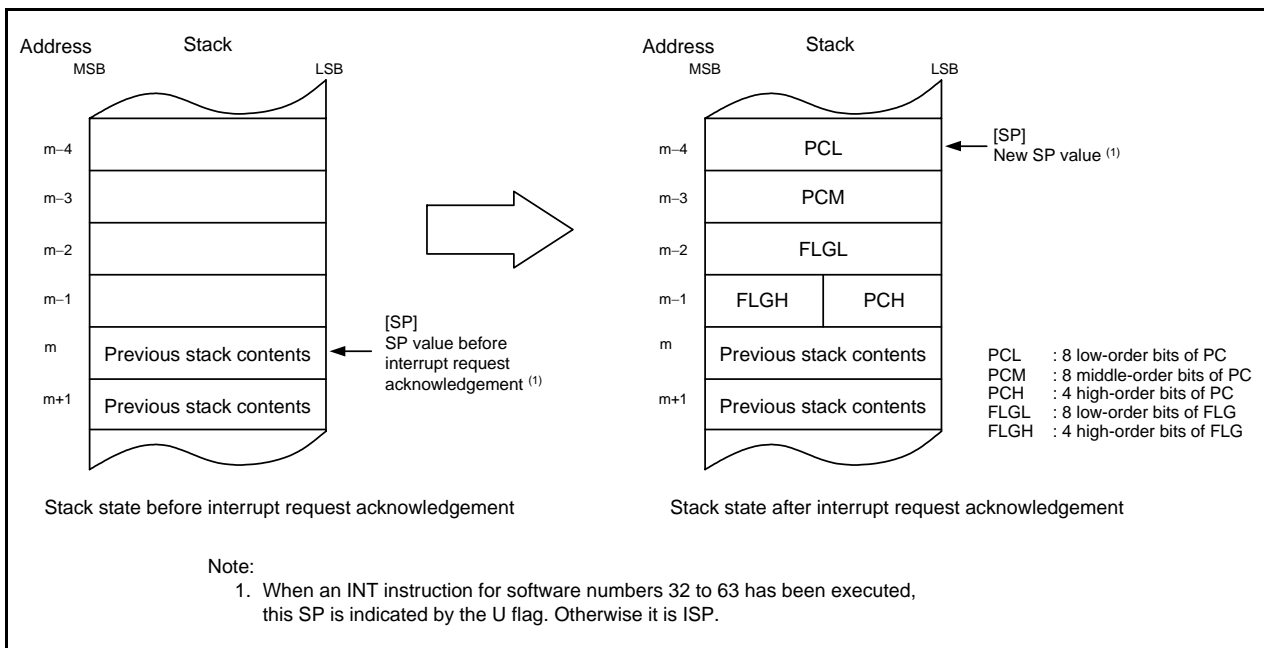 Address Stack
MSB LSB
m−4
m−3
m−2
m−1
m Previous stack contents
m+1 Previous stack contents
[SP]
SP value before
interrupt request
acknowledgement (1)
Stack state before interrupt request acknowledgement
Address Stack
MSB LSB
m−4 PCL
m−3 PCM
m−2 FLGL
m−1 FLGH PCH
m Previous stack contents
m+1 Previous stack contents
[SP]
New SP value (1)
PCL : 8 low-order bits of PC
PCM : 8 middle-order bits of PC
PCH : 4 high-order bits of PC
FLGL : 8 low-order bits of FLG
FLGH : 4 high-order bits of FLG
Stack state after interrupt request acknowledgement
Note:
1. When an INT instruction for software numbers 32 to 63 has been executed,
this SP is indicated by the U flag. Otherwise it is ISP.